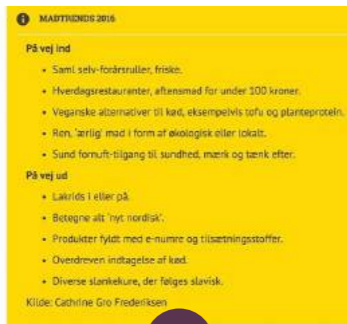 MADTRENDS 2016
På vej ind
• Saml selv-forårsruller, friske.
• Hverdagsrestauranter, aftensmad for under 100 kroner.
• Veganske alternativer til kød, eksempelvis tofu og planteprotein.
• Ren, 'ærlig' mad i form af økologisk eller lokalt.
• Sund fornuft-tilgang til sundhed, mærk og tænk efter.
På vej ud
• Lakrids i eller på.
• Betegne alt 'nyt nordisk'.
• Produkter fyldt med e-numre og tilsætningsstoffer.
• Overdreven indtagelse af kød.
• Diverse slankekure, der følges slavisk.
Kilde: Cathrine Gro Frederiksen